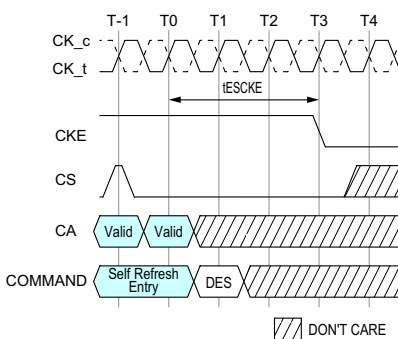 T-1 T0 T1 T2 T3 T4
CK_c
CK_t
tESCKE
CKE
CS
CA Valid Valid
COMMAND Self Refresh
Entry DES
DON'T CARE